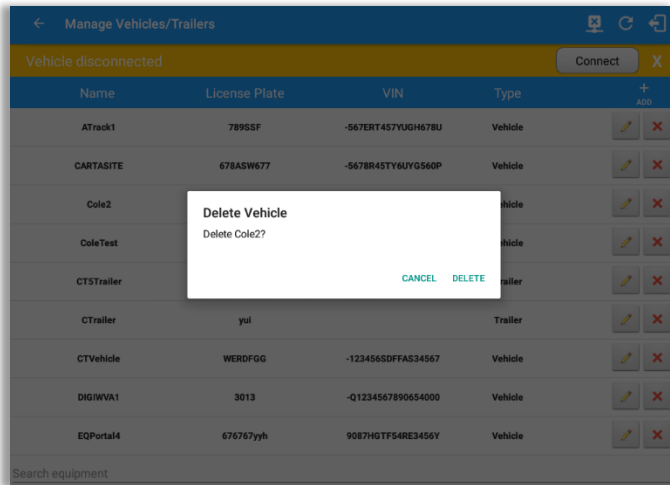 Manage Vehicles/Trailers
Vehicle disconnected Connect X
Name License Plate VIN Type + ADD
ATrack1 789SSF -567ERT457YUGH678U Vehicle
CARTASITE 678ASW677 -5678R45TY6UYG560P Vehicle
Cole2 ehicle
Delete Vehicle
Delete Cole2?
ColeTest ehicle
CANCEL DELETE
CT5Trailer railer
CTrailer yui Trailer
CTVehicle WERDFGG -123456SDFFAS34567 Vehicle
DIGIWVA1 3013 -Q1234567890654000 Vehicle
EQPortal4 676767yyh 9087HGTF54RE3456Y Vehicle
Search equipment